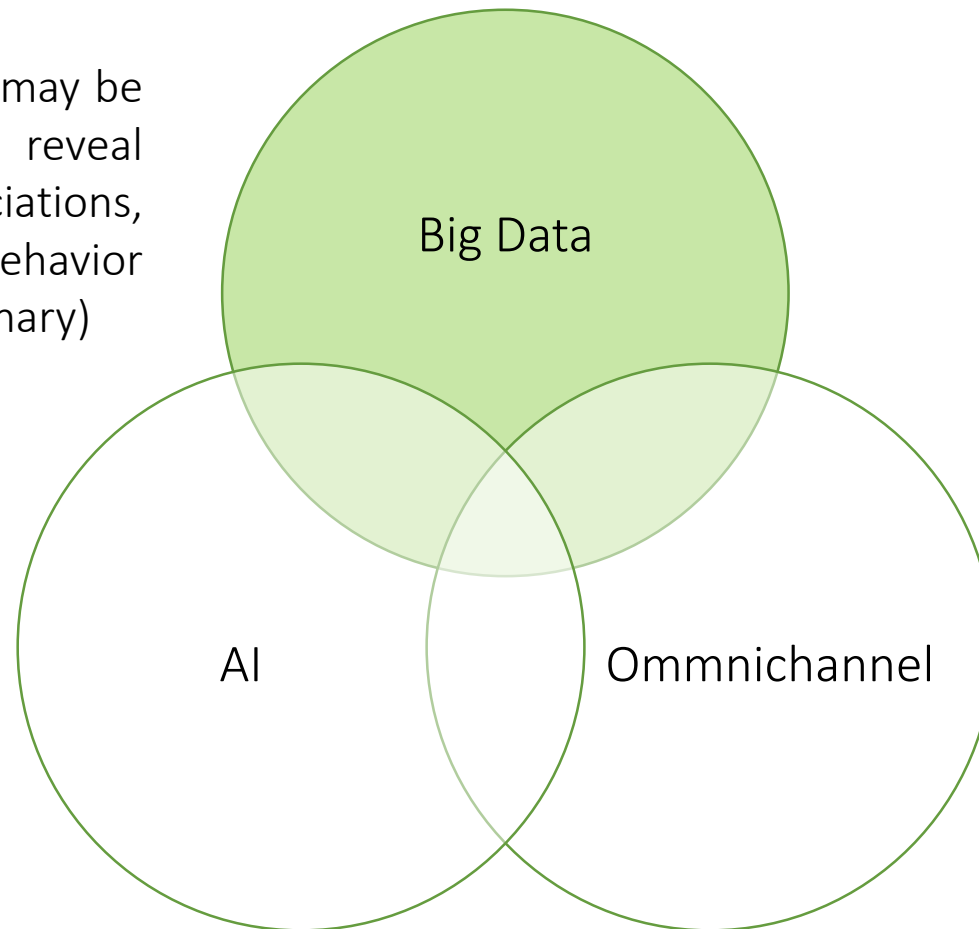 may be
reveal
ciations,
ehavior
nary)
Big Data
AI
Ommnichannel